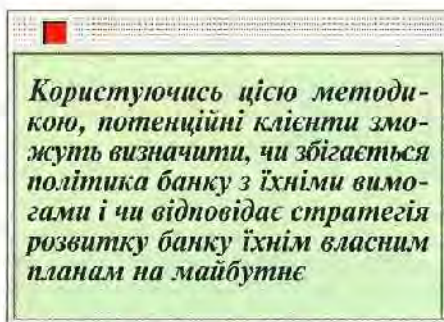 Користуючись цією методи-
кою, потенційні клієнти змо-
жуть визначити, чи збігається
політика банку з їхніми вимо-
гами і чи відповідає стратегія
розвитку банку їхнім власним
планам на майбутнє